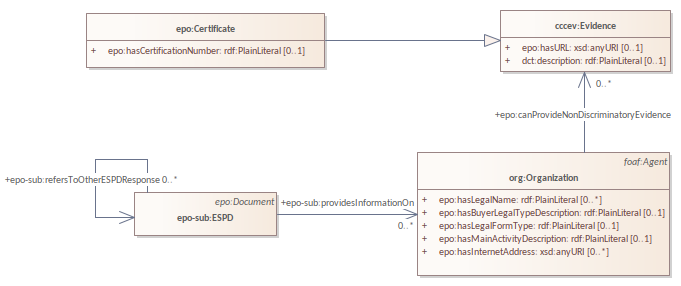 epo:Certificate
+ epo:hasCertificationNumber: rdf:PlainLiteral [0..1]
cccev:Evidence
+ epo:hasURL: xsd:anyURI [0..1]
+ dct:description: rdf:PlainLiteral [0..1]
0..*
+epo:canProvideNonDiscriminatoryEvidence
foaf:Agent
org:Organization
+ epo:hasLegalName: rdf:PlainLiteral [0..*]
+ epo:hasBuyerLegalTypeDescription: rdf:PlainLiteral [0..1]
+ epo:hasLegalFormType: rdf:PlainLiteral [0..1]
+ epo:hasMainActivityDescription: rdf:PlainLiteral [0..1]
+ epo:hasInternetAddress: xsd:anyURI [0..*]
+epo-sub:refersToOtherESPDResponse 0..*
epo:Document
epo-sub:ESPD
+epo-sub:providesInformationOn
0..*